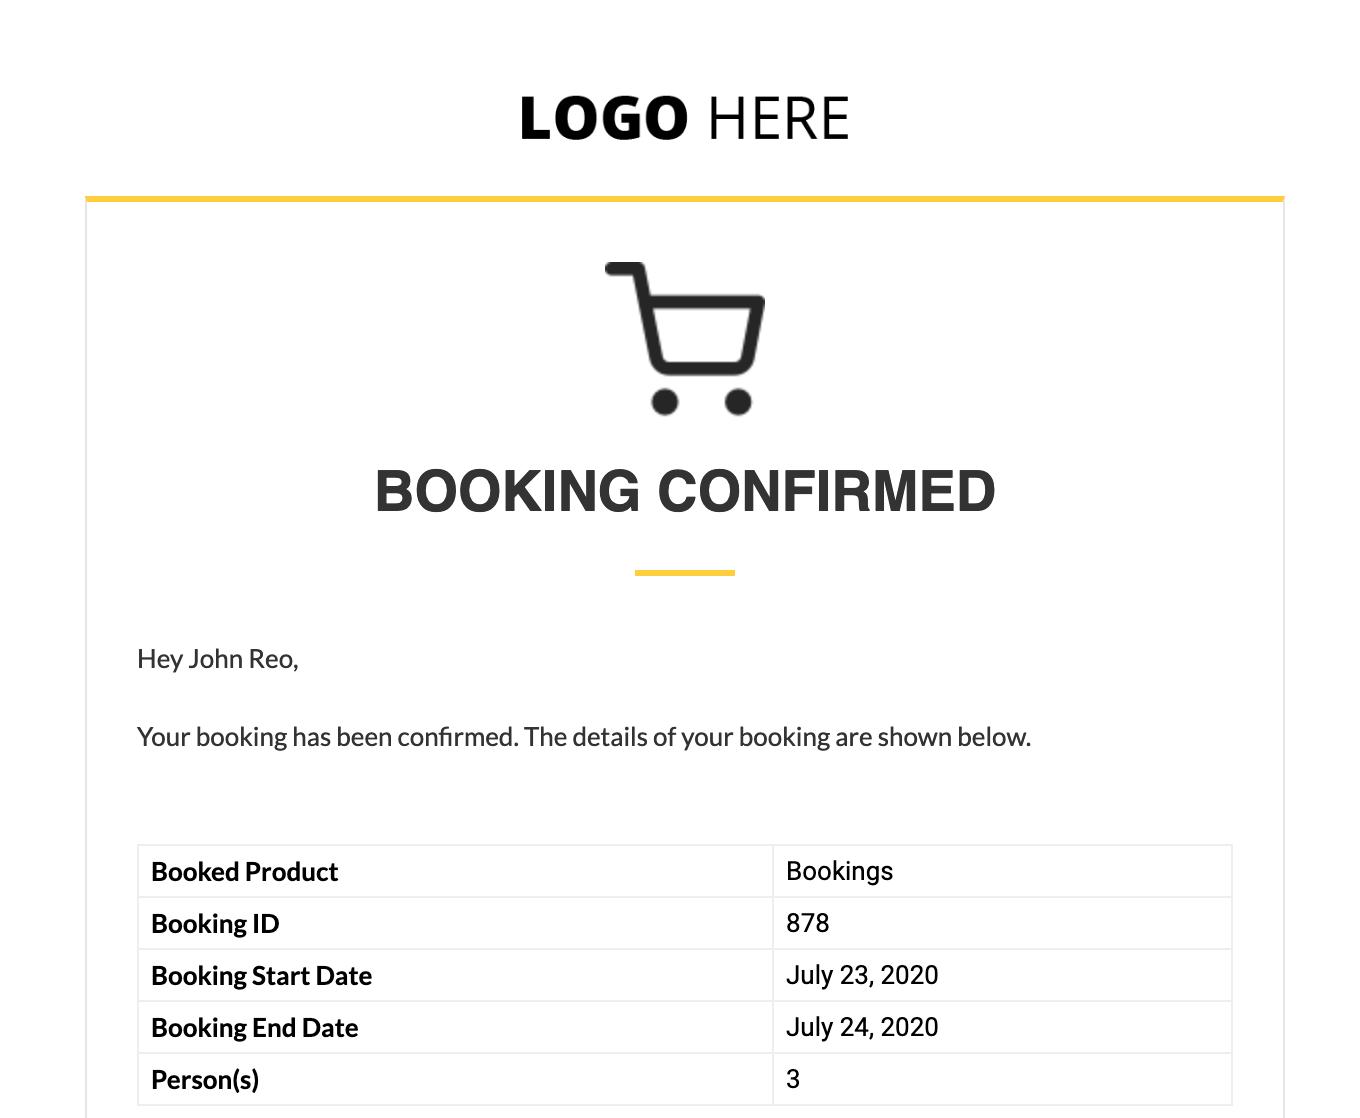 LOGO HERE
BOOKING CONFIRMED
Hey John Reo,
Your booking has been confirmed. The details of your booking are shown below.
Booked Product Bookings
Booking ID 878
Booking Start Date July 23, 2020
Booking End Date July 24, 2020
Person(s) 3